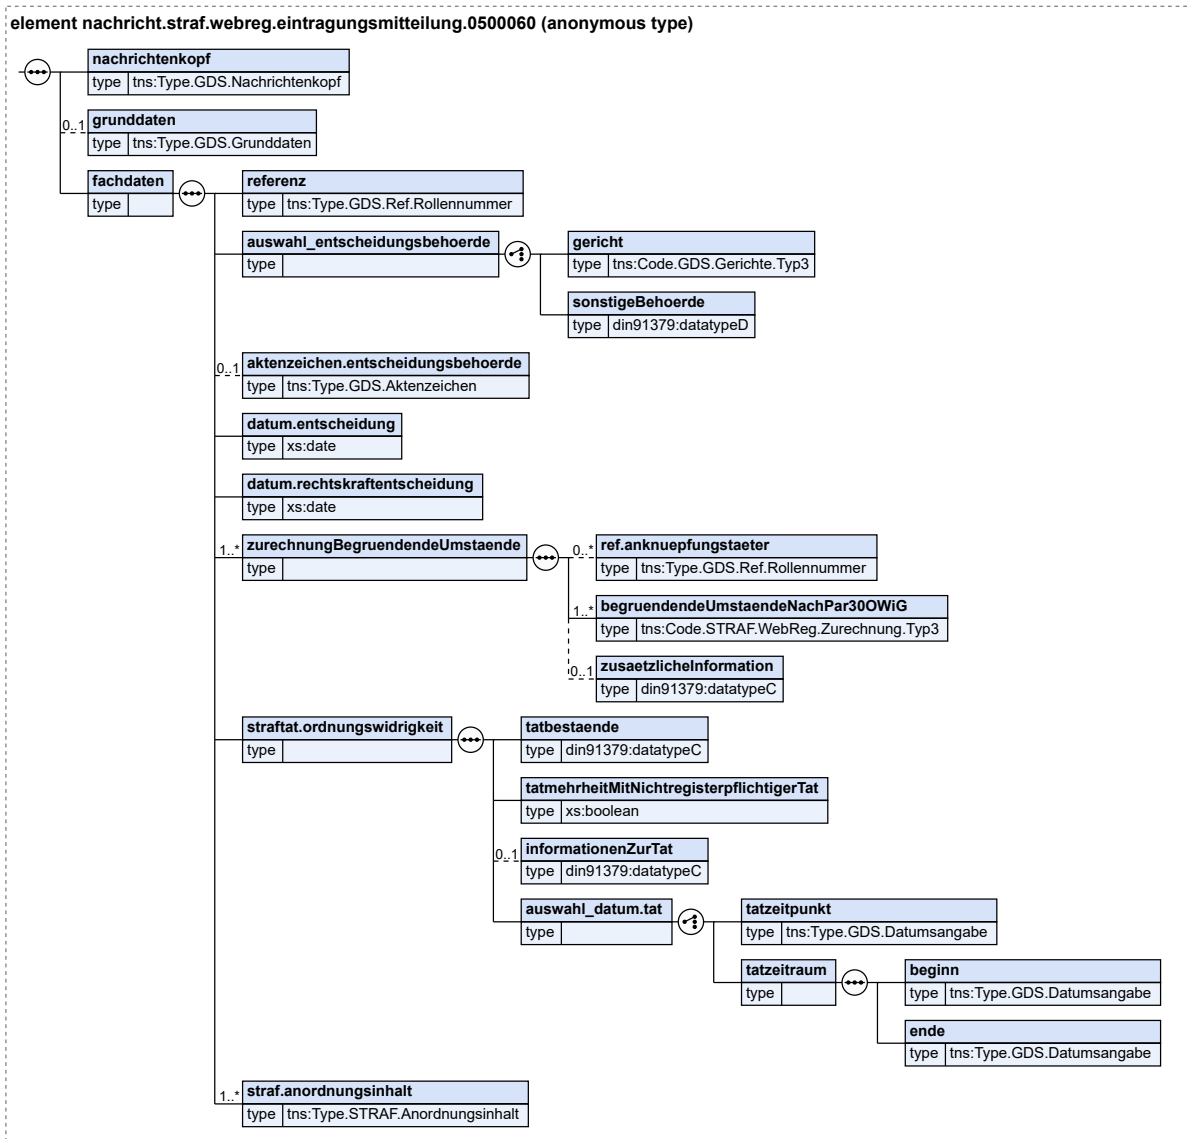 element nachricht.straf.webreg.eintragungsmitteilung.0500060 (anonymous type)
nachrichtenkopf
type tns:Type.GDS.Nachrichtenkopf
0..1 grunddaten
type tns:Type.GDS.Grunddaten
fachdaten
type
referenz
type tns:Type.GDS.Ref.Rollennummer
auswahl_entscheidungsbehoerde
type
gericht
type tns:Code.GDS.Gerichte.Typ3
sonstigeBehoerde
type din91379:datatypeD
0..1 aktenzeichen.entscheidungsbehoerde
type tns:Type.GDS.Aktenzeichen
datum.entscheidung
type xs:date
datum.rechtskraftentscheidung
type xs:date
1..* zurechnungBegruendendeUmstaende
type
0..* ref.anknuepfungstaeter
type tns:Type.GDS.Ref.Rollennummer
1..* begruendendeUmstaendeNachPar30OWiG
type tns:Code.STRAF.WebReg.Zurechnung.Typ3
0..1 zusaetzlicheInformation
type din91379:datatypeC
straftat.ordnungswidrigkeit
type
tatbestaende
type din91379:datatypeC
tatmehrheitMitNichtregisterpflichtigerTat
type xs:boolean
0..1 informationenZurTat
type din91379:datatypeC
auswahl_datum.tat
type
tatzeitpunkt
type tns:Type.GDS.Datumsangabe
tatzeitraum
type
beginn
type tns:Type.GDS.Datumsangabe
ende
type tns:Type.GDS.Datumsangabe
1..* straf.anordnungsinhalt
type tns:Type.STRAF.Anordnungsinhalt